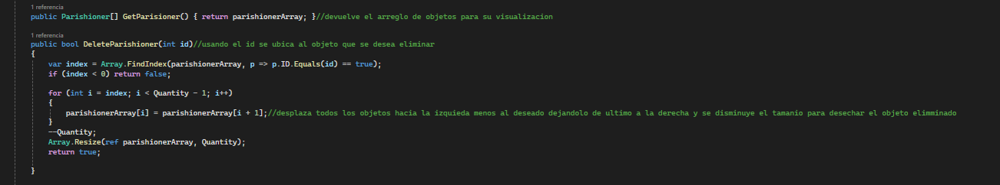 1 referencia
public Parishioner[] GetParisioner() { return parishionerArray; }//devuelve el arreglo de objetos para su visualizacion
1 referencia
public bool DeleteParishioner(int id)//usando el id se ubica al objeto que se desea eliminar
{
var index = Array.FindIndex(parishionerArray, p => p.ID.Equals(id) == true);
if (index < 0) return false;
for (int i = index; i < Quantity - 1; i++)
{
parishionerArray[i] = parishionerArray[i + 1];//desplaza todos los objetos hacia la izquieda menos al deseado dejandolo de ultimo a la derecha y se disminuye el tamanio para desechar el objeto elimminado
}
--Quantity;
Array.Resize(ref parishionerArray, Quantity);
return true;
}